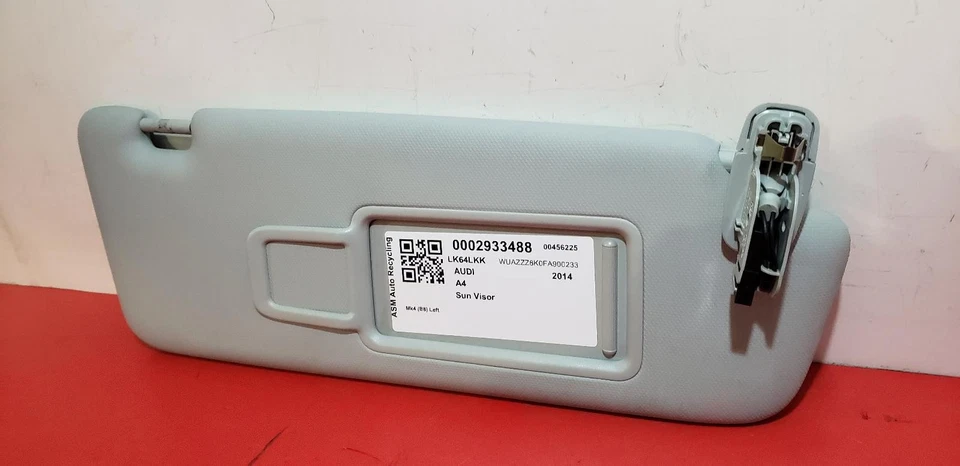 ASM Auto Recycling
0002933488 00456225
LK64LKK WUAZZZ8K0FA900233
AUDI 2014
A4
Sun Visor
Mk4 (B8) Left